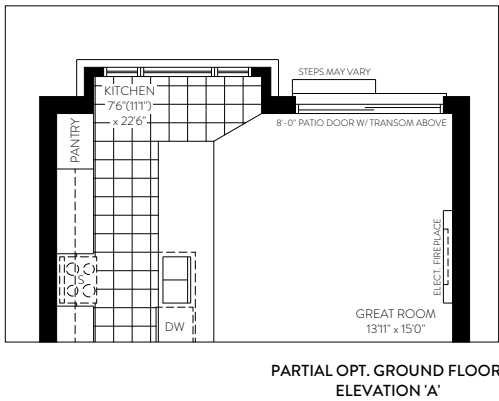 STEPS MAY VARY
KITCHEN
7'6"(11'1")
x 22'6"
8'-0" PATIO DOOR W/ TRANSOM ABOVE
PANTRY
ELECT. FIREPLACE
S
GREAT ROOM
13'11" x 15'0"
DW
PARTIAL OPT. GROUND FLOOR
ELEVATION 'A'